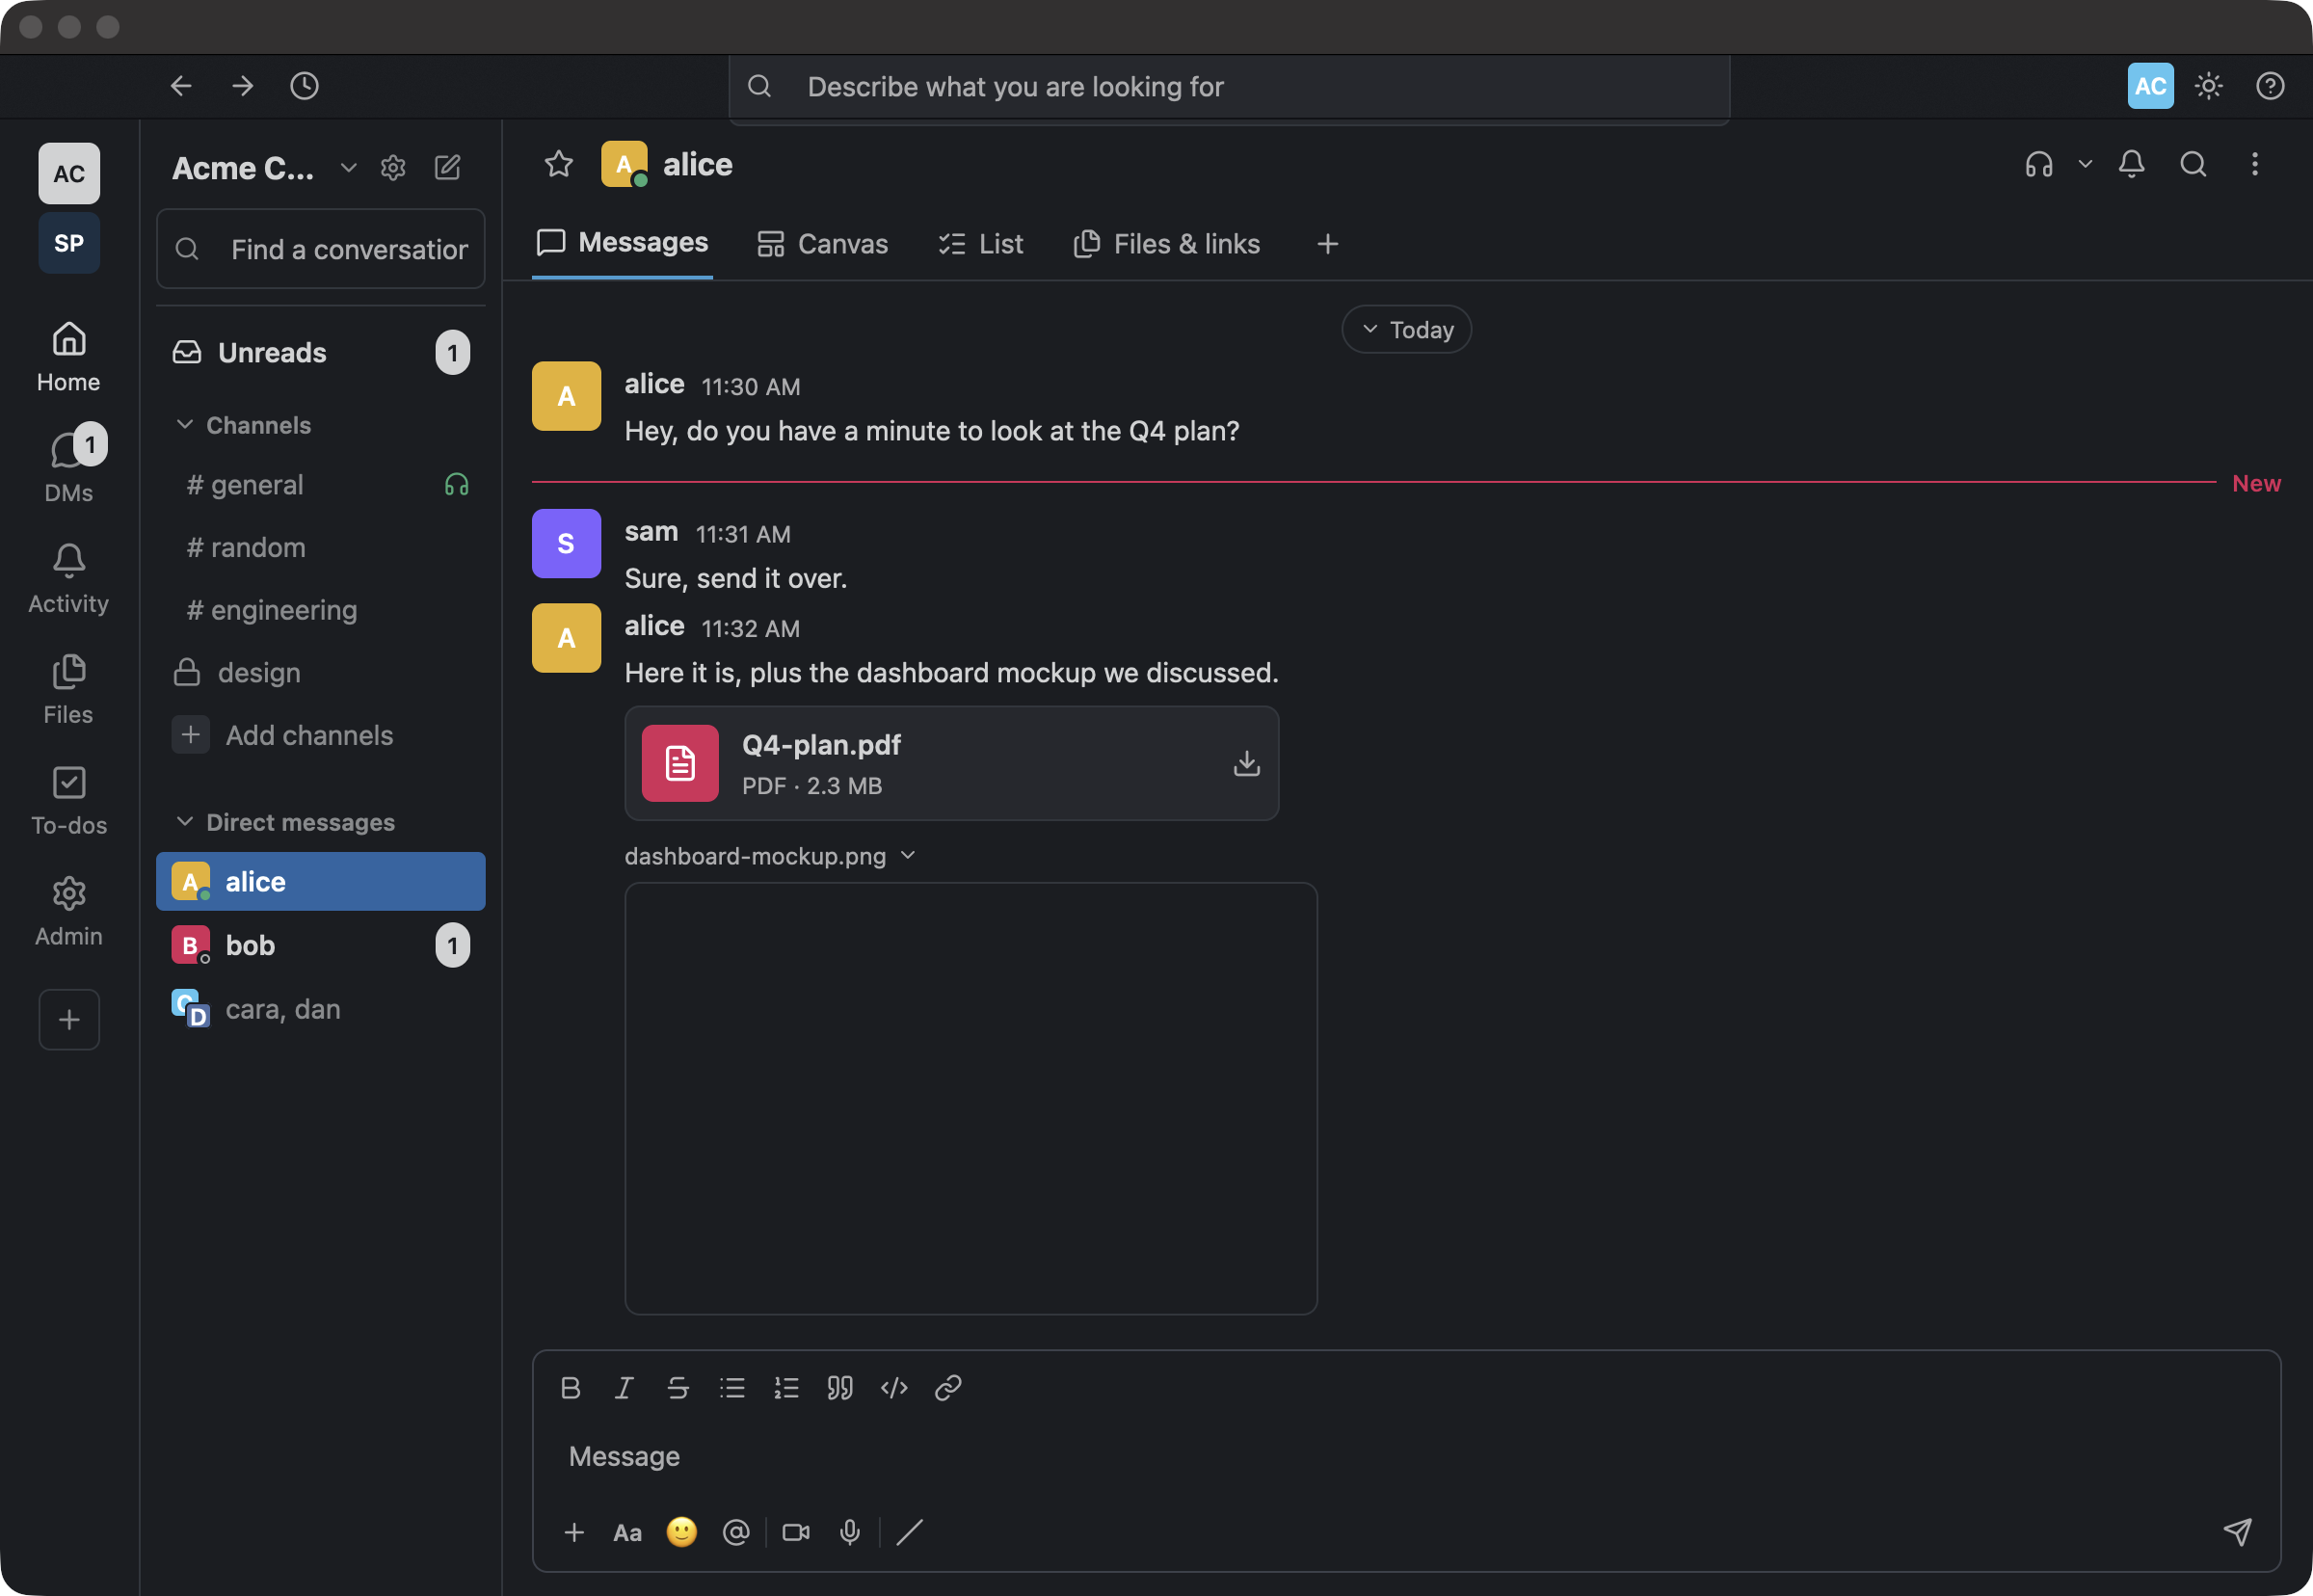 Describe what you are looking for
AC
AC
SP
Home
1
DMs
Activity
Files
To-dos
Admin
Acme C...
Find a conversation
Unreads 1
Channels
# general
# random
# engineering
design
Add channels
Direct messages
A alice
B bob 1
C D cara, dan
A alice
Messages
Canvas
List
Files & links
Today
A alice 11:30 AM
Hey, do you have a minute to look at the Q4 plan?
New
S sam 11:31 AM
Sure, send it over.
A alice 11:32 AM
Here it is, plus the dashboard mockup we discussed.
Q4-plan.pdf
PDF · 2.3 MB
dashboard-mockup.png
Message
Aa